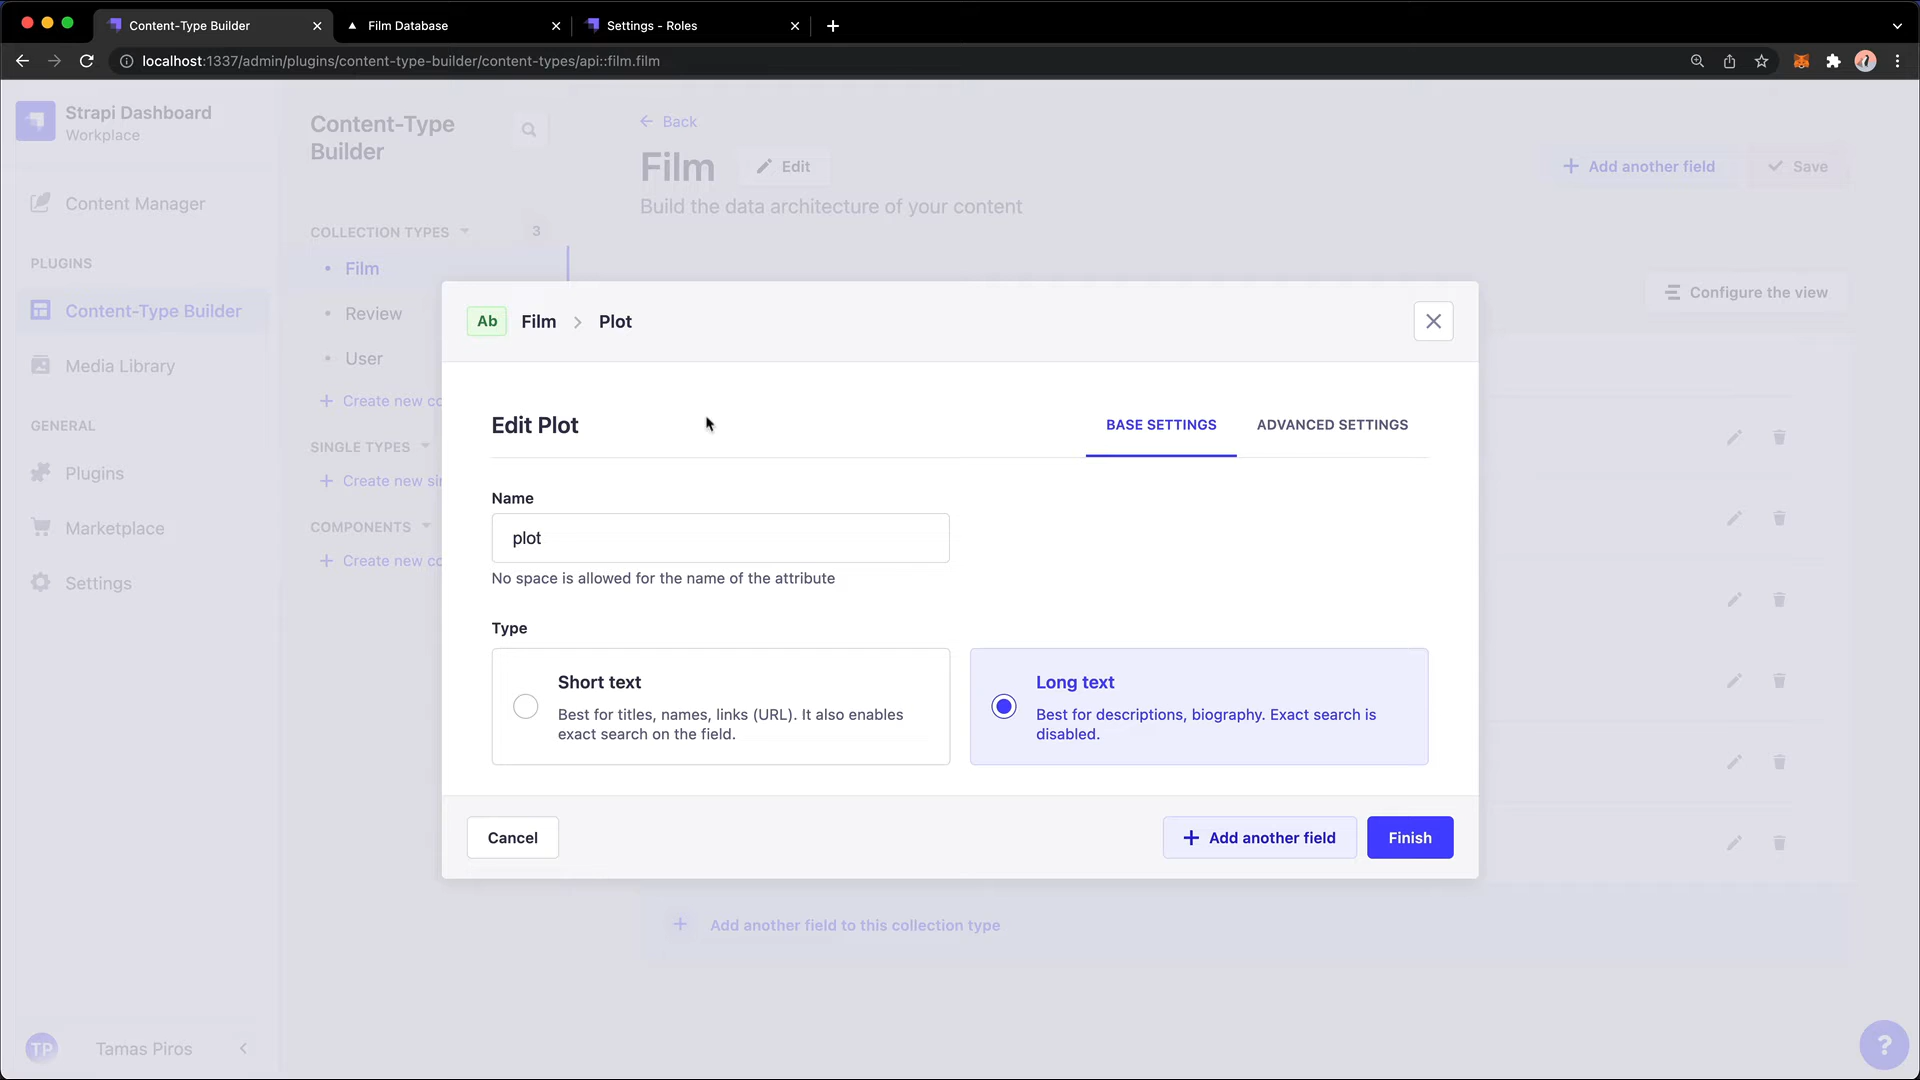 Content-Type Builder
Film Database
Settings - Roles
localhost:1337/admin/plugins/content-type-builder/content-types/api::film.film
Strapi Dashboard
Workplace
Content Manager
PLUGINS
Content-Type Builder
Media Library
GENERAL
Plugins
Marketplace
Settings
TP
Tamas Piros
Content-Type
Builder
COLLECTION TYPES
3
Film
Review
User
Create new co
SINGLE TYPES
Create new sin
COMPONENTS
Create new co
Back
Film
Edit
Build the data architecture of your content
Add another field
Save
Configure the view
Ab
Film
Plot
Edit Plot
BASE SETTINGS
ADVANCED SETTINGS
Name
plot
No space is allowed for the name of the attribute
Type
Short text
Best for titles, names, links (URL). It also enables
exact search on the field.
Long text
Best for descriptions, biography. Exact search is
disabled.
Cancel
Add another field
Finish
Add another field to this collection type
?